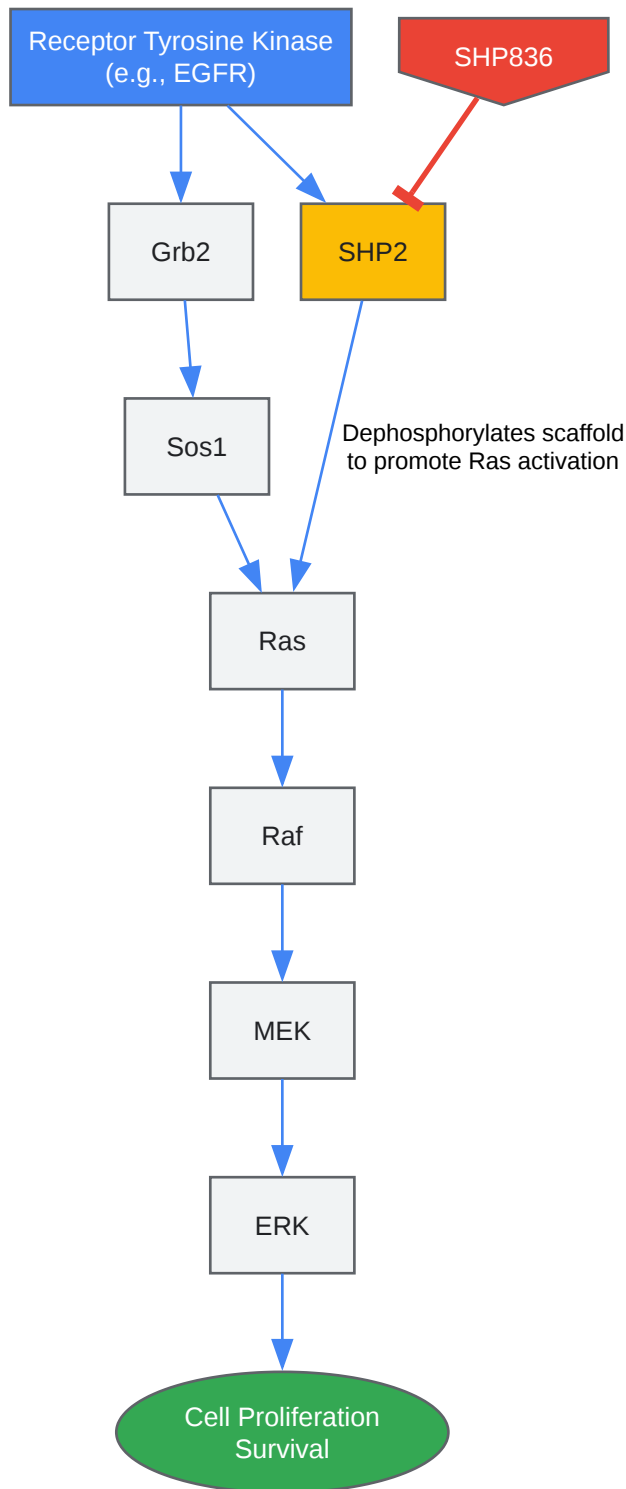 Receptor Tyrosine Kinase
(e.g., EGFR)
SHP836
Grb2
SHP2
Sos1
Dephosphorylates scaffold
to promote Ras activation
Ras
Raf
MEK
ERK
Cell Proliferation
Survival